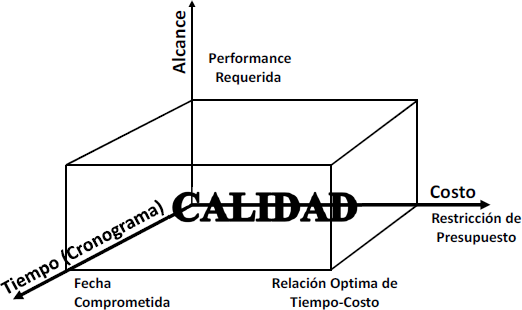 Alcance
Performance
Requerida
CALIDAD
Costo
Restricción de
Presupuesto
Tiempo (Cronograma)
Fecha
Comprometida
Relación Optima de
Tiempo-Costo